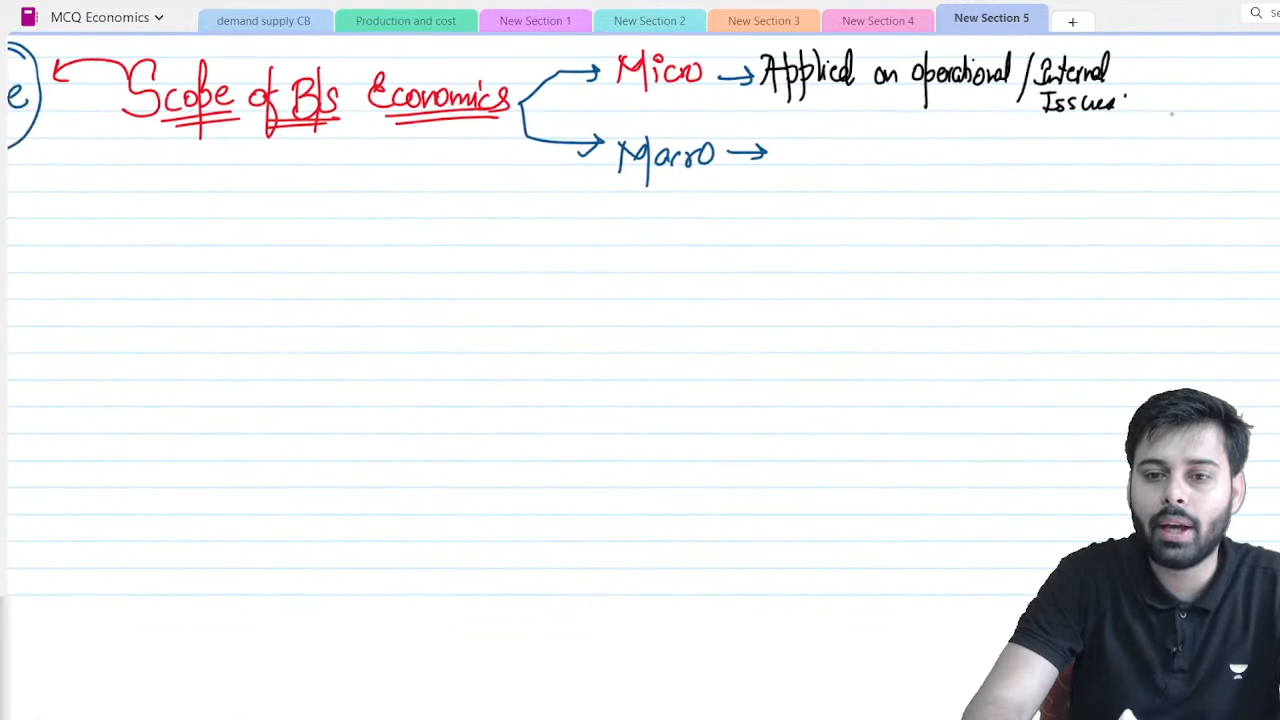 MCQ Economics
demand supply CB
Production and cost
New Section 1
New Section 2
New Section 3
New Section 4
New Section 5
+
Se
e
Scope of B/s Economics
Micro → Applied on operational / Internal
Issues.
Macro →